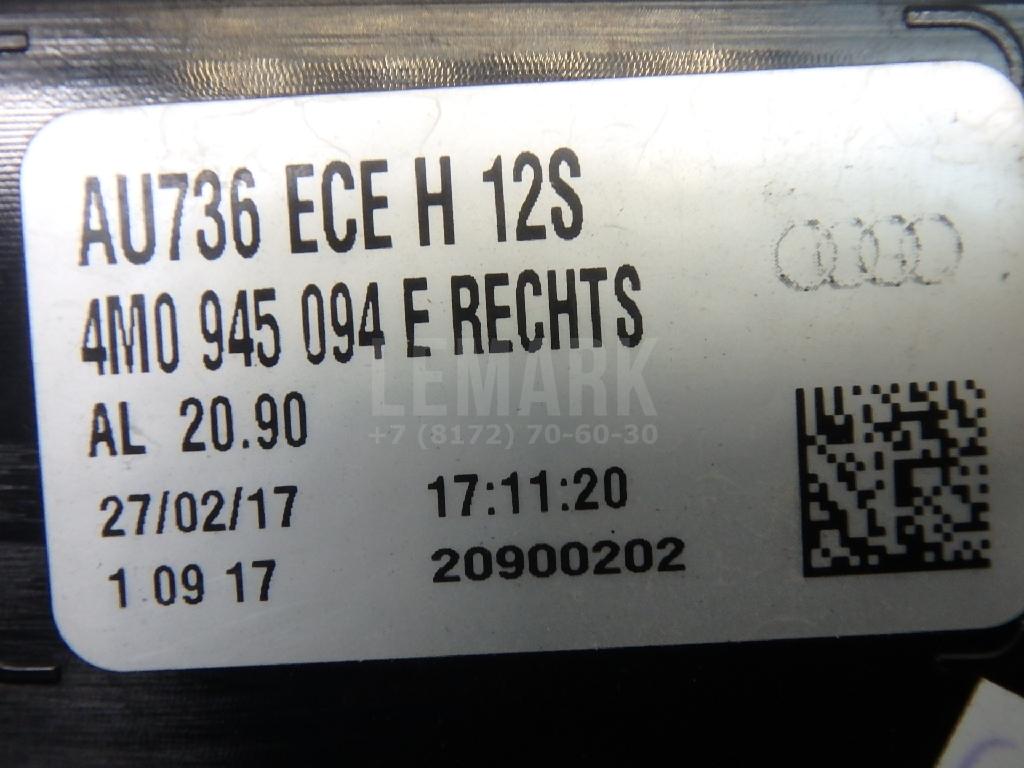 AU736 ECE H 12S
4M0 945 094 E RECHTS
LEMARK
+7 (8172) 70-60-30
AL 20.90
27/02/17 17:11:20
1 09 17 20900202